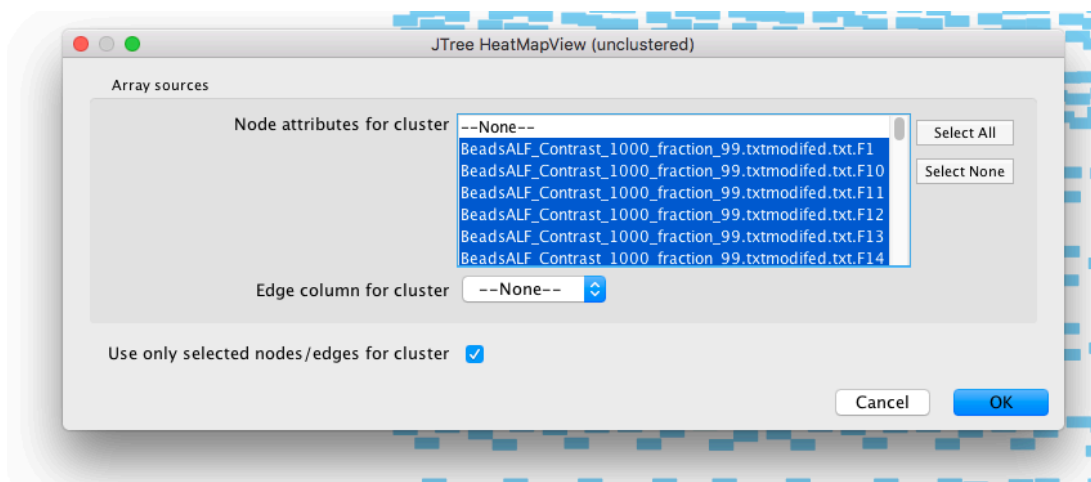 JTree HeatMapView (unclustered)
Array sources
Node attributes for cluster
--None--
BeadsALF_Contrast_1000_fraction_99.txtmodifed.txt.F1
BeadsALF_Contrast_1000_fraction_99.txtmodifed.txt.F10
BeadsALF_Contrast_1000_fraction_99.txtmodifed.txt.F11
BeadsALF_Contrast_1000_fraction_99.txtmodifed.txt.F12
BeadsALF_Contrast_1000_fraction_99.txtmodifed.txt.F13
BeadsALF_Contrast_1000_fraction_99.txtmodifed.txt.F14
Select All
Select None
Edge column for cluster --None--
Use only selected nodes/edges for cluster
Cancel OK